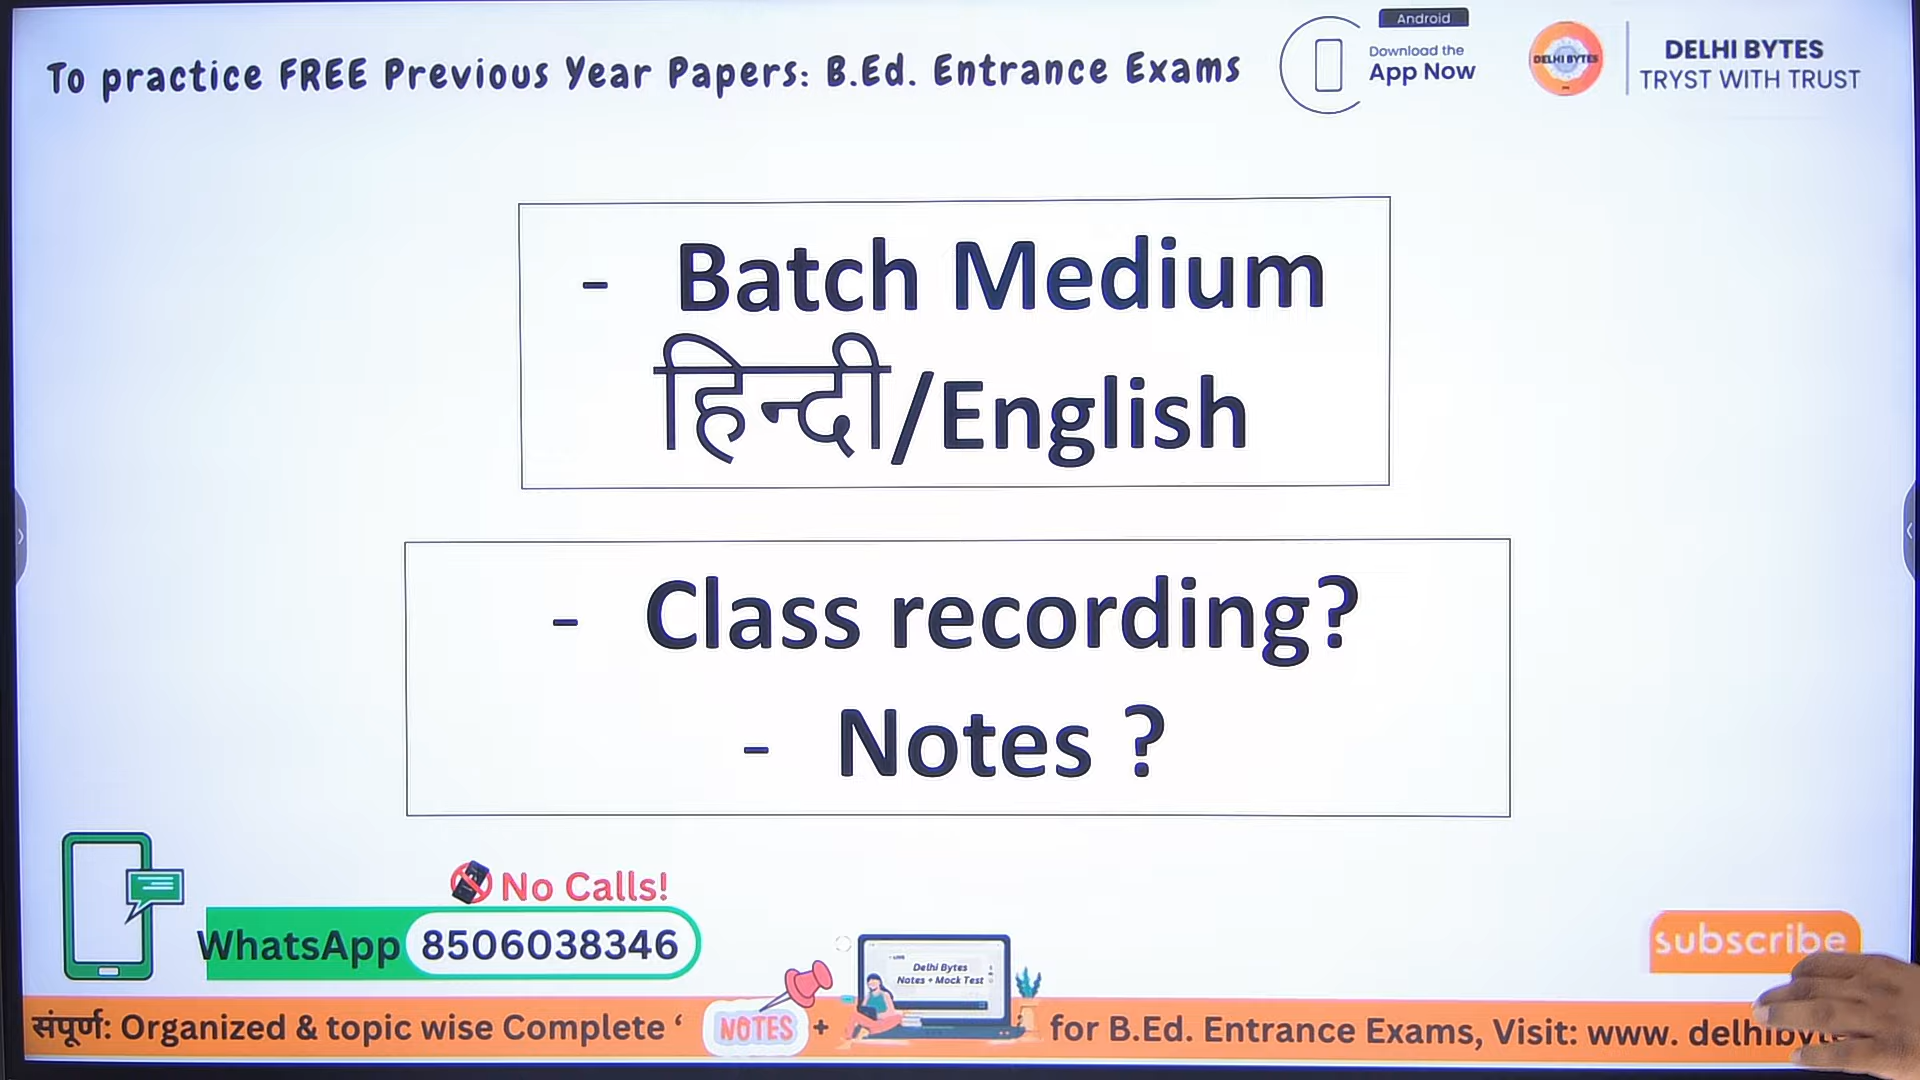 To practice FREE Previous Year Papers: B.Ed. Entrance Exams
Android
Download the
App Now
DELHI BYTES
DELHI BYTES
TRYST WITH TRUST
- Batch Medium
हिन्दी/English
- Class recording?
- Notes ?
No Calls!
WhatsApp 8506038346
subscribe
Delhi Bytes
Notes + Mock Test
संपूर्ण: Organized & topic wise Complete ‘ NOTES + for B.Ed. Entrance Exams, Visit: www.